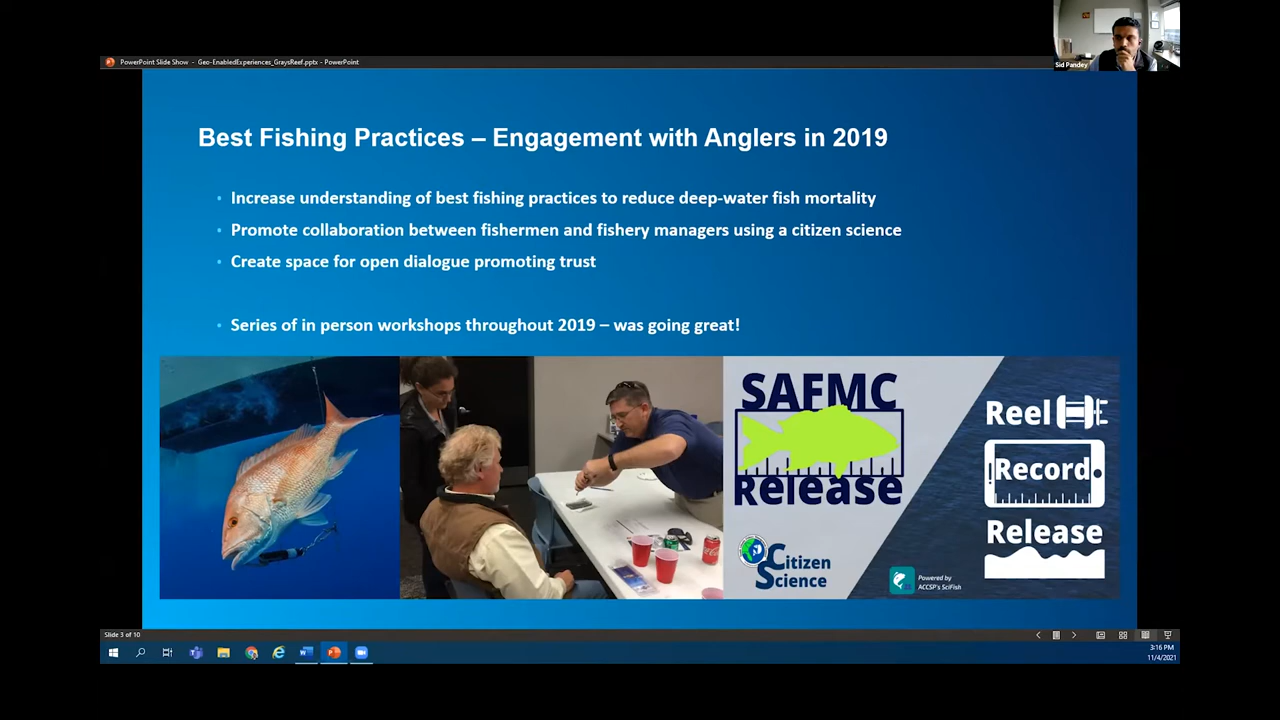 PowerPoint Slide Show - Geo-EnabledExperiences_GraysReef.pptx - PowerPoint
Sid Pandey
Best Fishing Practices – Engagement with Anglers in 2019
• Increase understanding of best fishing practices to reduce deep-water fish mortality
• Promote collaboration between fishermen and fishery managers using a citizen science
• Create space for open dialogue promoting trust
• Series of in person workshops throughout 2019 – was going great!
SAFMC
Release
Citizen
Science
Reel
Record
Release
Powered by
ACCSP's SciFish
Slide 3 of 10
3:16 PM
11/4/2021